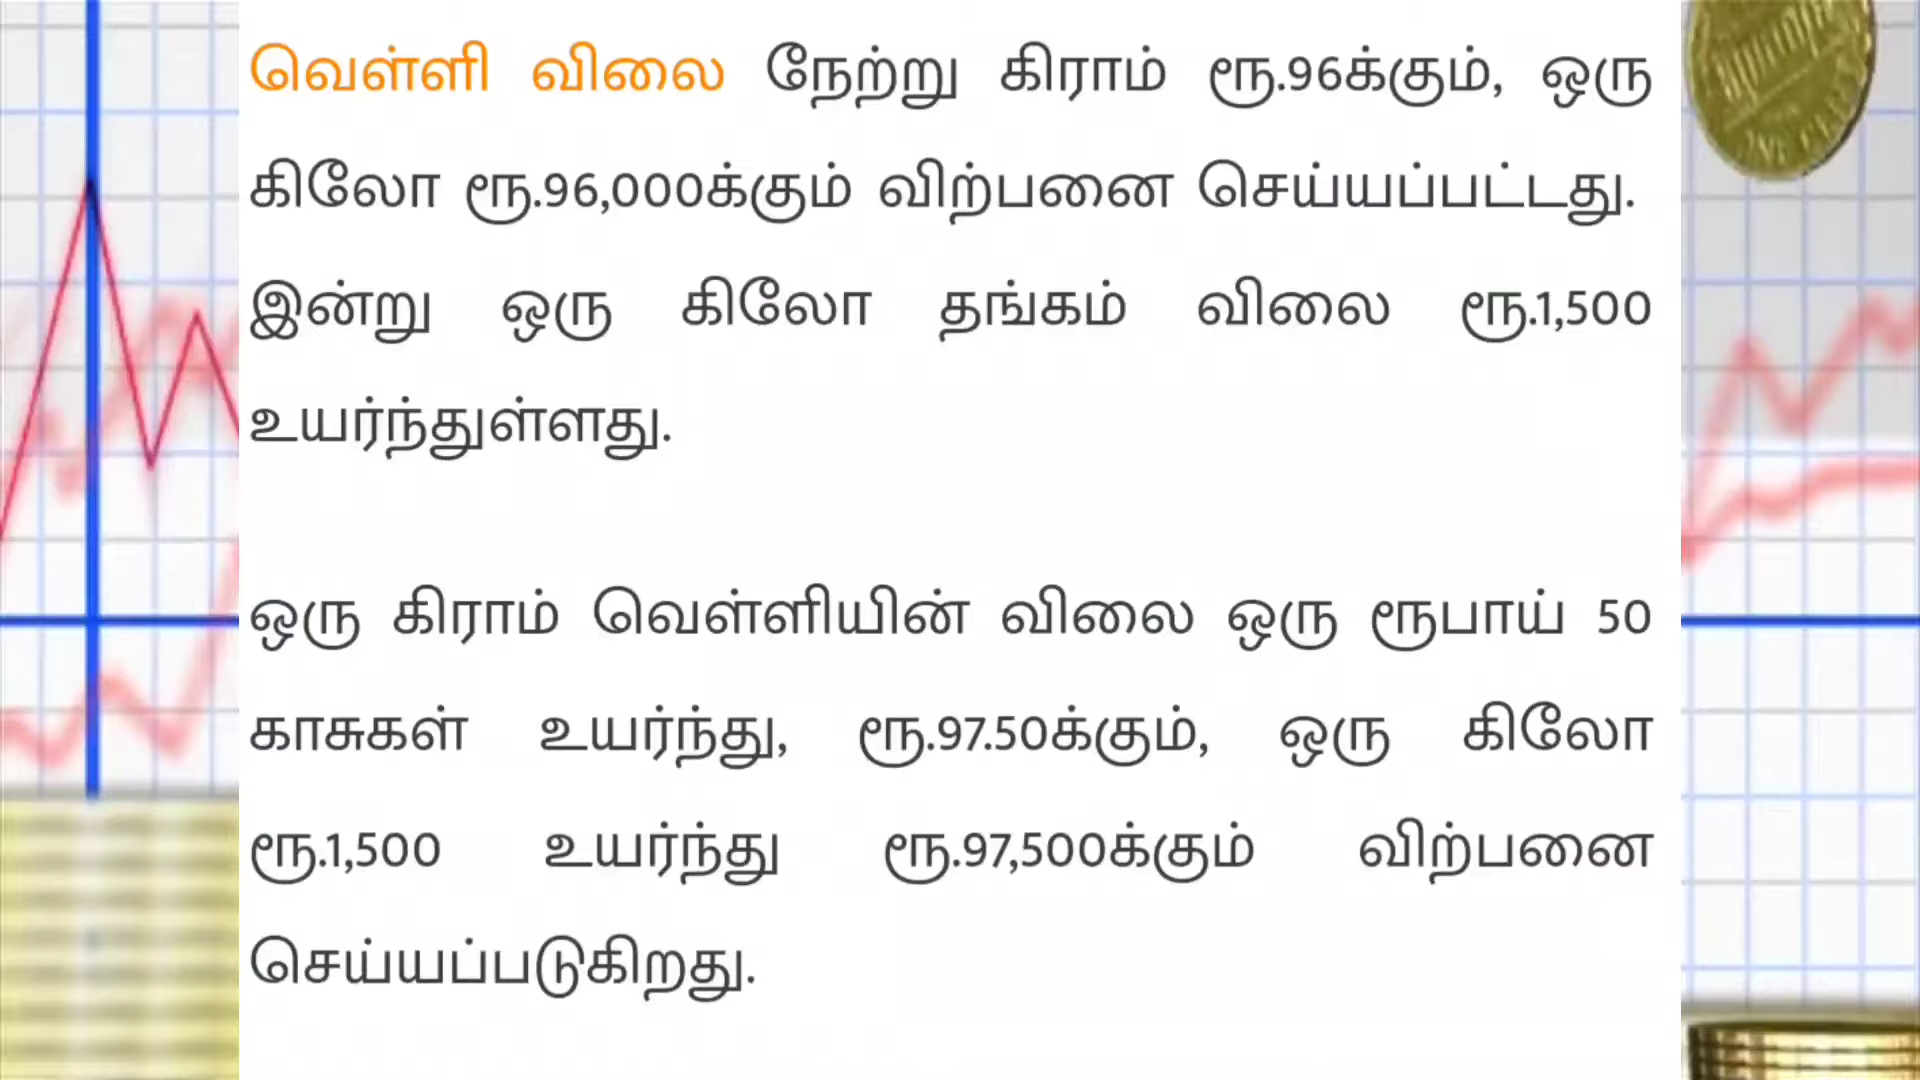 வெள்ளி விலை நேற்று கிராம் ரூ.96க்கும், ஒரு
கிலோ ரூ.96,000க்கும் விற்பனை செய்யப்பட்டது.
இன்று ஒரு கிலோ தங்கம் விலை ரூ.1,500
உயர்ந்துள்ளது.
ஒரு கிராம் வெள்ளியின் விலை ஒரு ரூபாய் 50
காசுகள் உயர்ந்து, ரூ.97.50க்கும், ஒரு கிலோ
ரூ.1,500 உயர்ந்து ரூ.97,500க்கும் விற்பனை
செய்யப்படுகிறது.